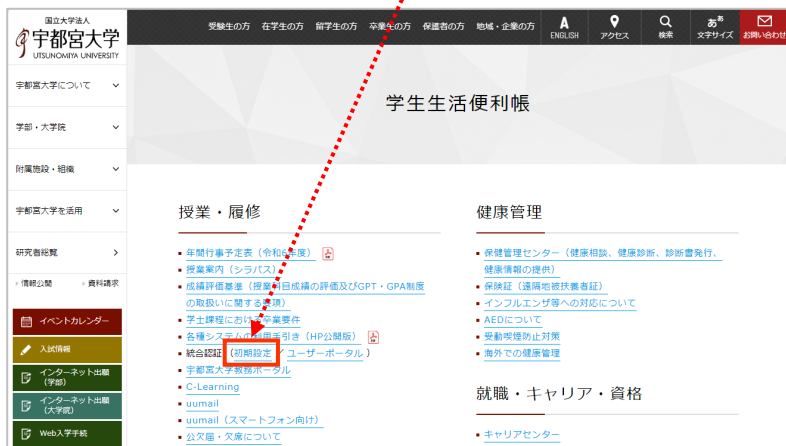 国立大学法人
宇都宮大学
UTSUNOMIYA UNIVERSITY
受験生の方 在学生の方 留学生の方 卒業生の方 保護者の方 地域・企業の方
A
ENGLISH
アクセス
検索
ああ
文字サイズ
お問い合わせ
宇都宮大学について
学部・大学院
附属施設・組織
宇都宮大学を活用
研究者総覧
情報公開
資料請求
イベントカレンダー
入試情報
インターネット出願
(学部)
インターネット出願
(大学院)
Web入学手続
学生生活便利帳
授業・履修
年間行事予定表(令和6年度)
授業案内(シラバス)
成績評価基準(授業科目成績の評価及びGPT・GPA制度
の取扱いに関する要項)
学士課程における卒業要件
各種システムの利用手引き(HP公開版)
統合認証(初期設定 / ユーザーポータル )
宇都宮大学教務ポータル
C-Learning
uumail
uumail(スマートフォン向け)
公欠届・欠席について
健康管理
保健管理センター(健康相談、健康診断、診断書発行、
健康情報の提供)
保険証(遠隔地被扶養者証)
インフルエンザ等への対応について
AEDについて
受動喫煙防止対策
海外での健康管理
就職・キャリア・資格
キャリアセンター